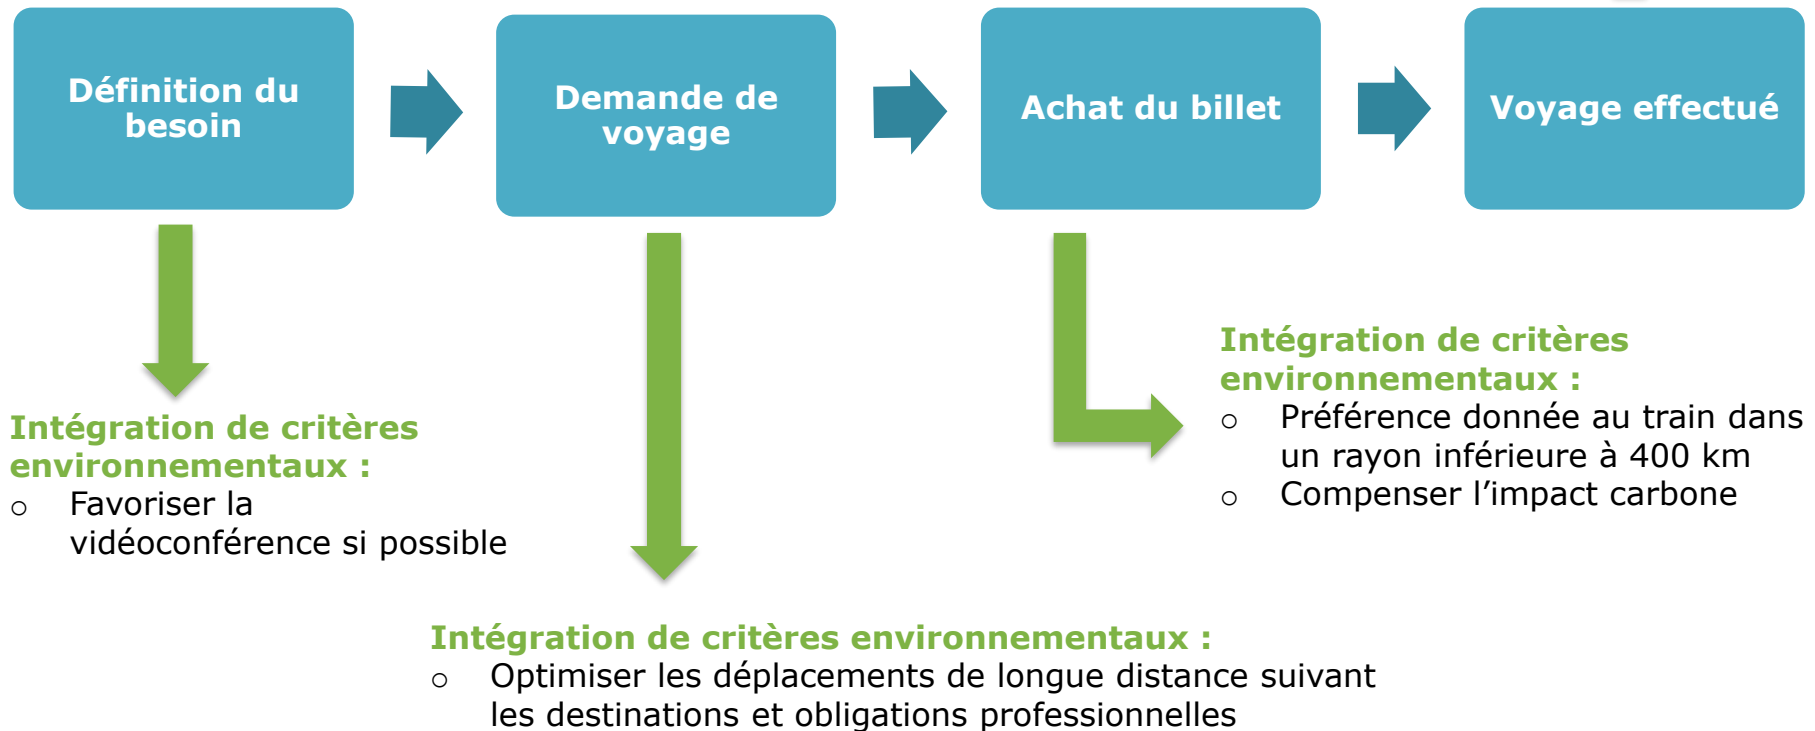 Définition du
besoin
Demande de
voyage
Achat du billet
Voyage effectué
Intégration de critères
environnementaux :
o Favoriser la
vidéoconférence si possible
Intégration de critères environnementaux :
o Optimiser les déplacements de longue distance suivant
les destinations et obligations professionnelles
Intégration de critères
environnementaux :
o Préférence donnée au train dans
un rayon inférieure à 400 km
o Compenser l’impact carbone